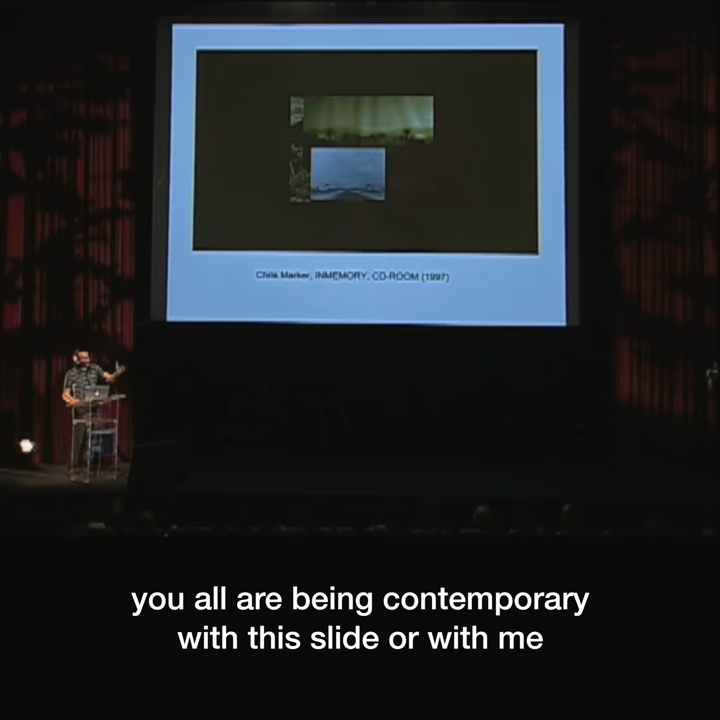 Chris Marker, INMEMORY, CD-ROOM (1997)
you all are being contemporary
with this slide or with me